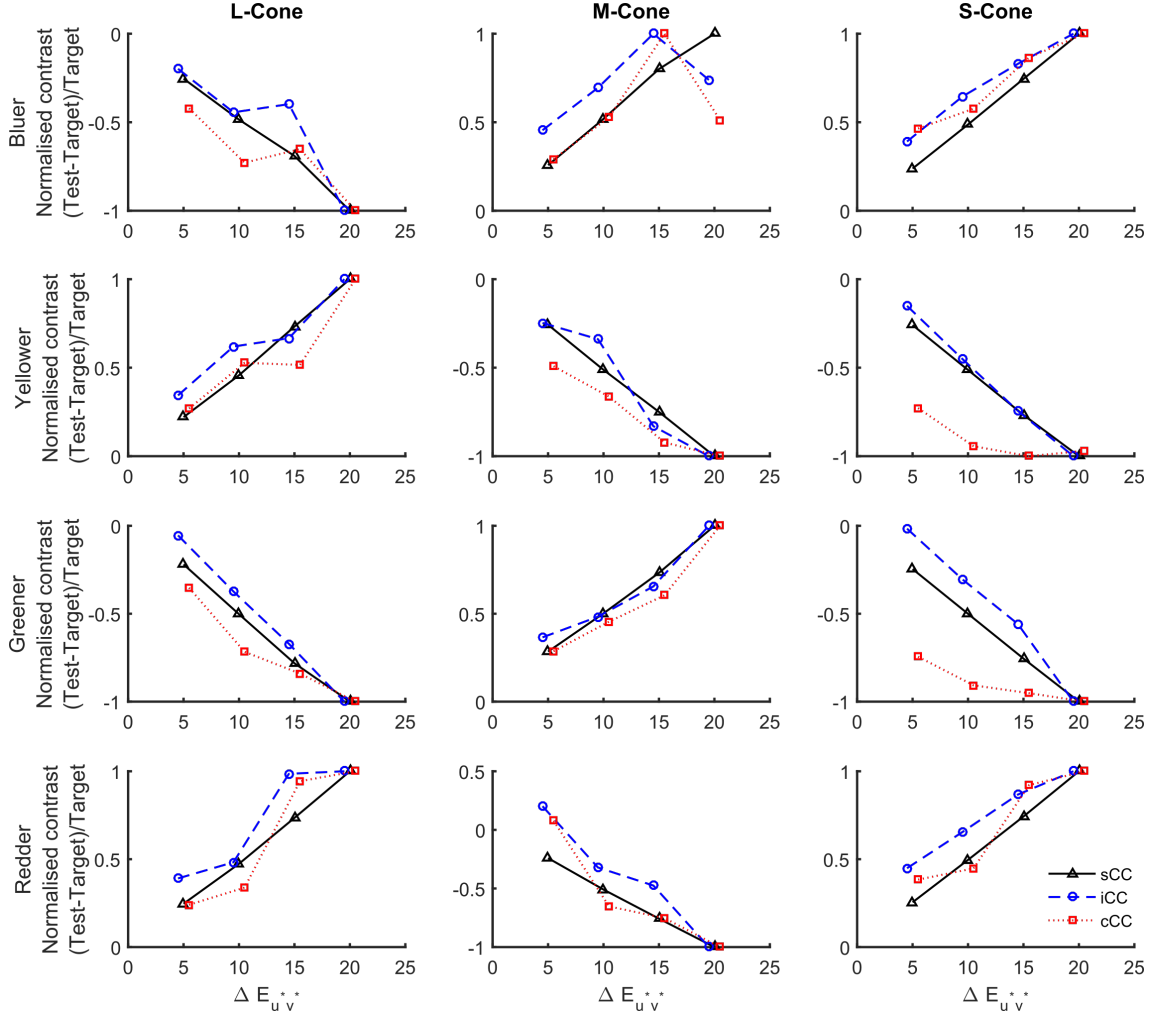 L-Cone M-Cone S-Cone
Bluer
Normalised contrast
(Test-Target)/Target
0
-0.5
-1
0 5 10 15 20 25
1
0.5
0
0 5 10 15 20 25
1
0.5
0
0 5 10 15 20 25
Yellower
Normalised contrast
(Test-Target)/Target
1
0.5
0
0 5 10 15 20 25
-0
-0.5
-1
0 5 10 15 20 25
-0
-0.5
-1
0 5 10 15 20 25
Greener
Normalised contrast
(Test-Target)/Target
0
-0.5
-1
0 5 10 15 20 25
1
0.5
0
0 5 10 15 20 25
0
-0.5
-1
0 5 10 15 20 25
Redder
Normalised contrast
(Test-Target)/Target
1
0.5
0
0 5 10 15 20 25
Δ E u*v*
0.5
0
-0.5
-1
0 5 10 15 20 25
Δ E u*v*
1
0.5
0
0 5 10 15 20 25
Δ E u*v*
sCC
iCC
cCC